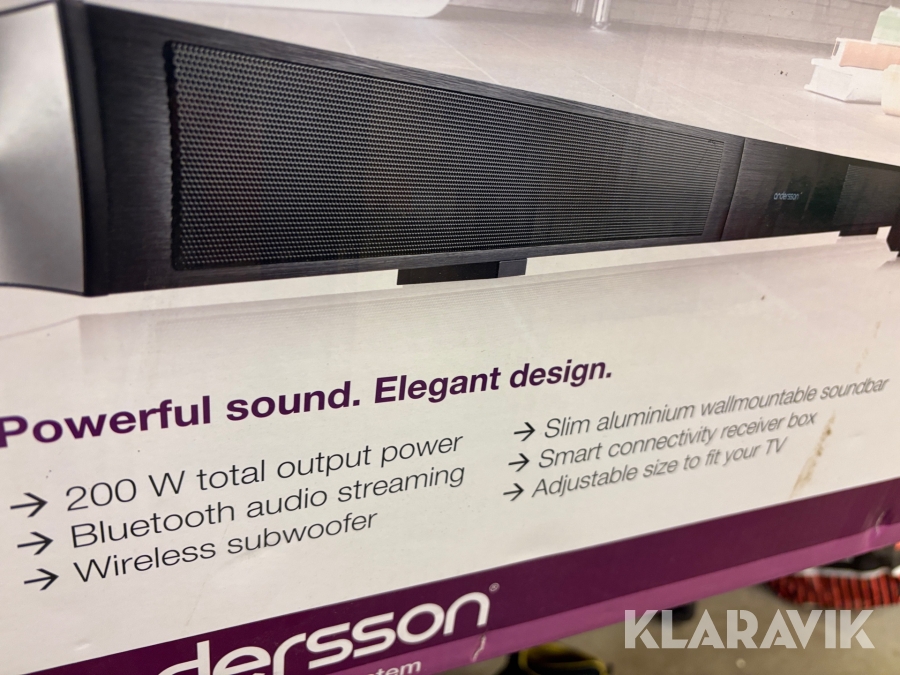 andersson
Powerful sound. Elegant design.
→ 200 W total output power
→ Bluetooth audio streaming
→ Wireless subwoofer
→ Slim aluminium wallmountable soundbar
→ Smart connectivity receiver box
→ Adjustable size to fit your TV
dersson®
tem
KLARAVIK